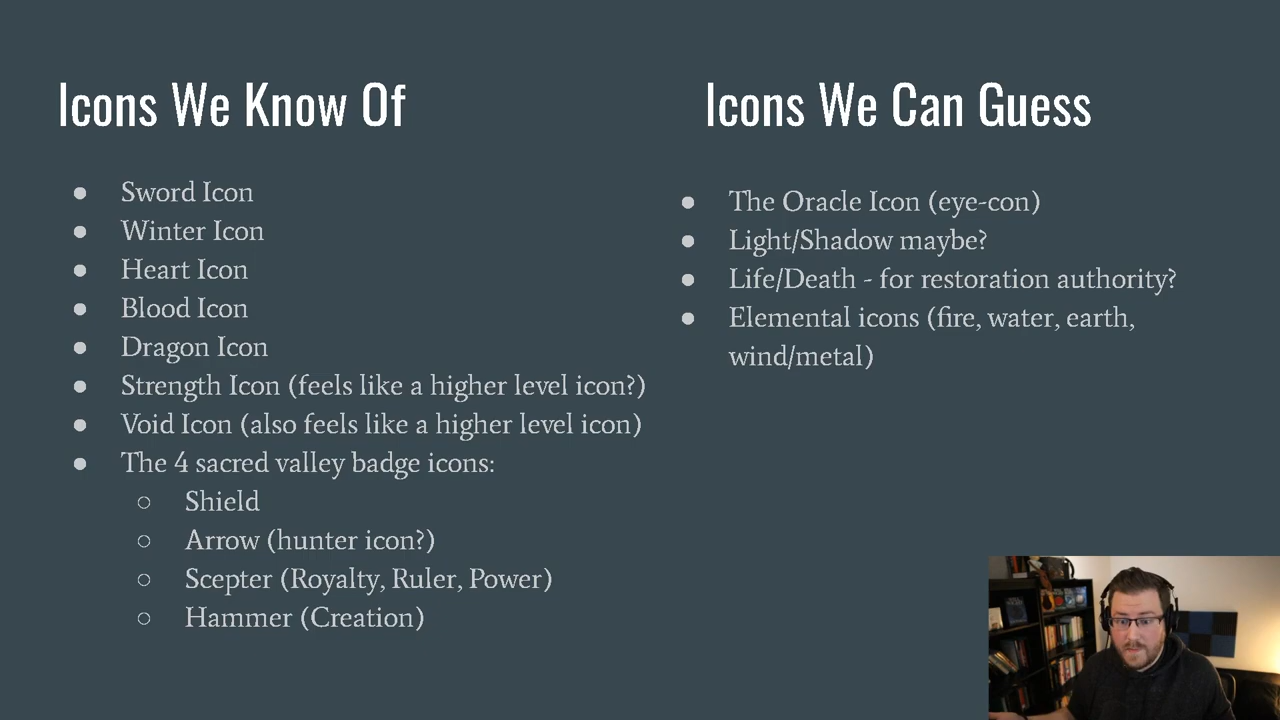 Icons We Know Of
Sword Icon
Winter Icon
Heart Icon
Blood Icon
Dragon Icon
Strength Icon (feels like a higher level icon?)
Void Icon (also feels like a higher level icon)
The 4 sacred valley badge icons:
Shield
Arrow (hunter icon?)
Scepter (Royalty, Ruler, Power)
Hammer (Creation)
Icons We Can Guess
The Oracle Icon (eye-con)
Light/Shadow maybe?
Life/Death - for restoration authority?
Elemental icons (fire, water, earth,
wind/metal)